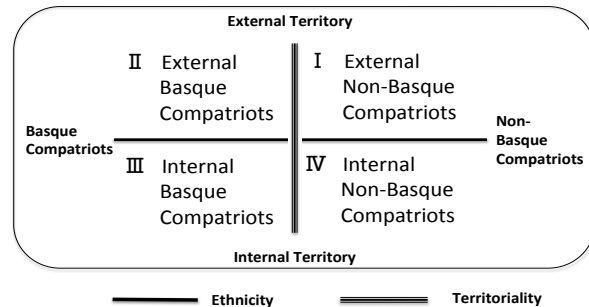 External Territory
Ⅱ External
Basque
Compatriots
Ⅰ External
Non-Basque
Compatriots
Basque
Compatriots
Non-
Basque
Compatriots
Ⅲ Internal
Basque
Compatriots
Ⅳ Internal
Non-Basque
Compatriots
Internal Territory
Ethnicity
Territoriality